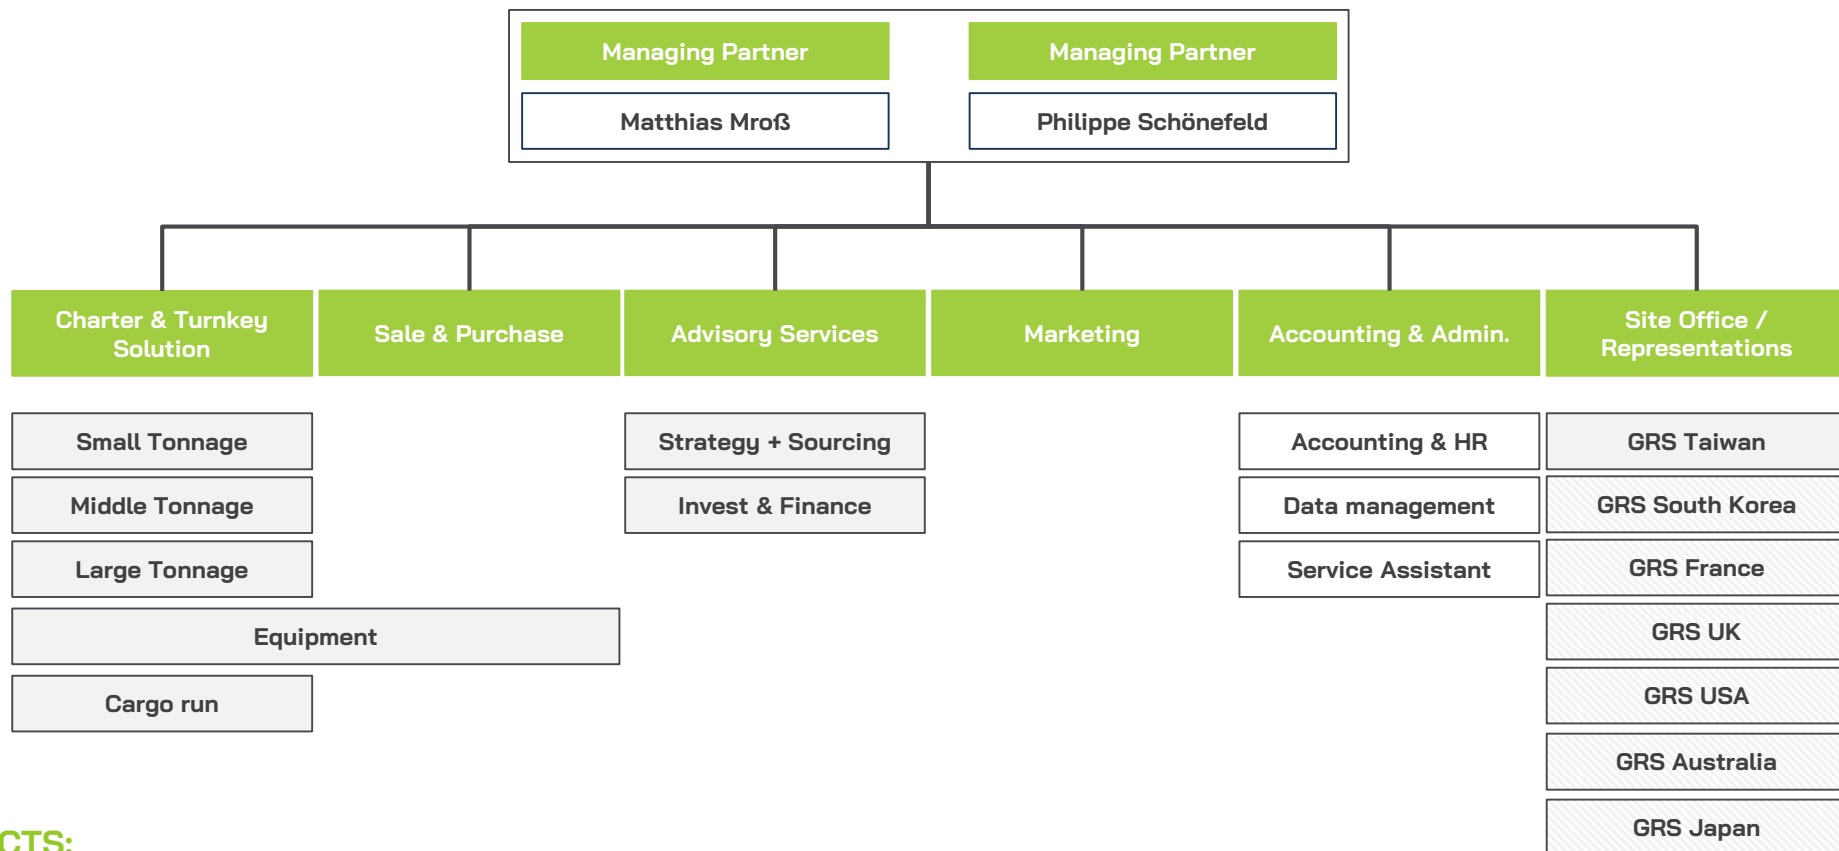 Managing Partner
Managing Partner
Matthias Mroß
Philippe Schönefeld
Charter & Turnkey
Solution
Sale & Purchase
Advisory Services
Marketing
Accounting & Admin.
Site Office /
Representations
Small Tonnage
Middle Tonnage
Large Tonnage
Equipment
Cargo run
Strategy + Sourcing
Invest & Finance
Accounting & HR
Data management
Service Assistant
GRS Taiwan
GRS South Korea
GRS France
GRS UK
GRS USA
GRS Australia
GRS Japan
CTS: